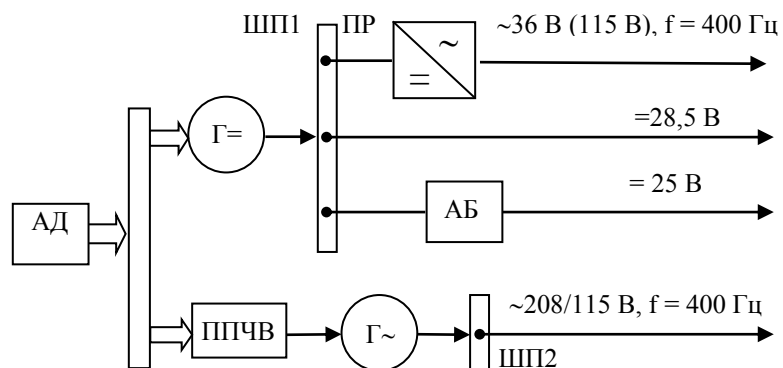 ШП1 ПР ~36 В (115 В), f = 400 Гц
~
=
Г=
=28,5 В
= 25 В
АД
АБ
~208/115 В, f = 400 Гц
ППЧВ
Г~
ШП2